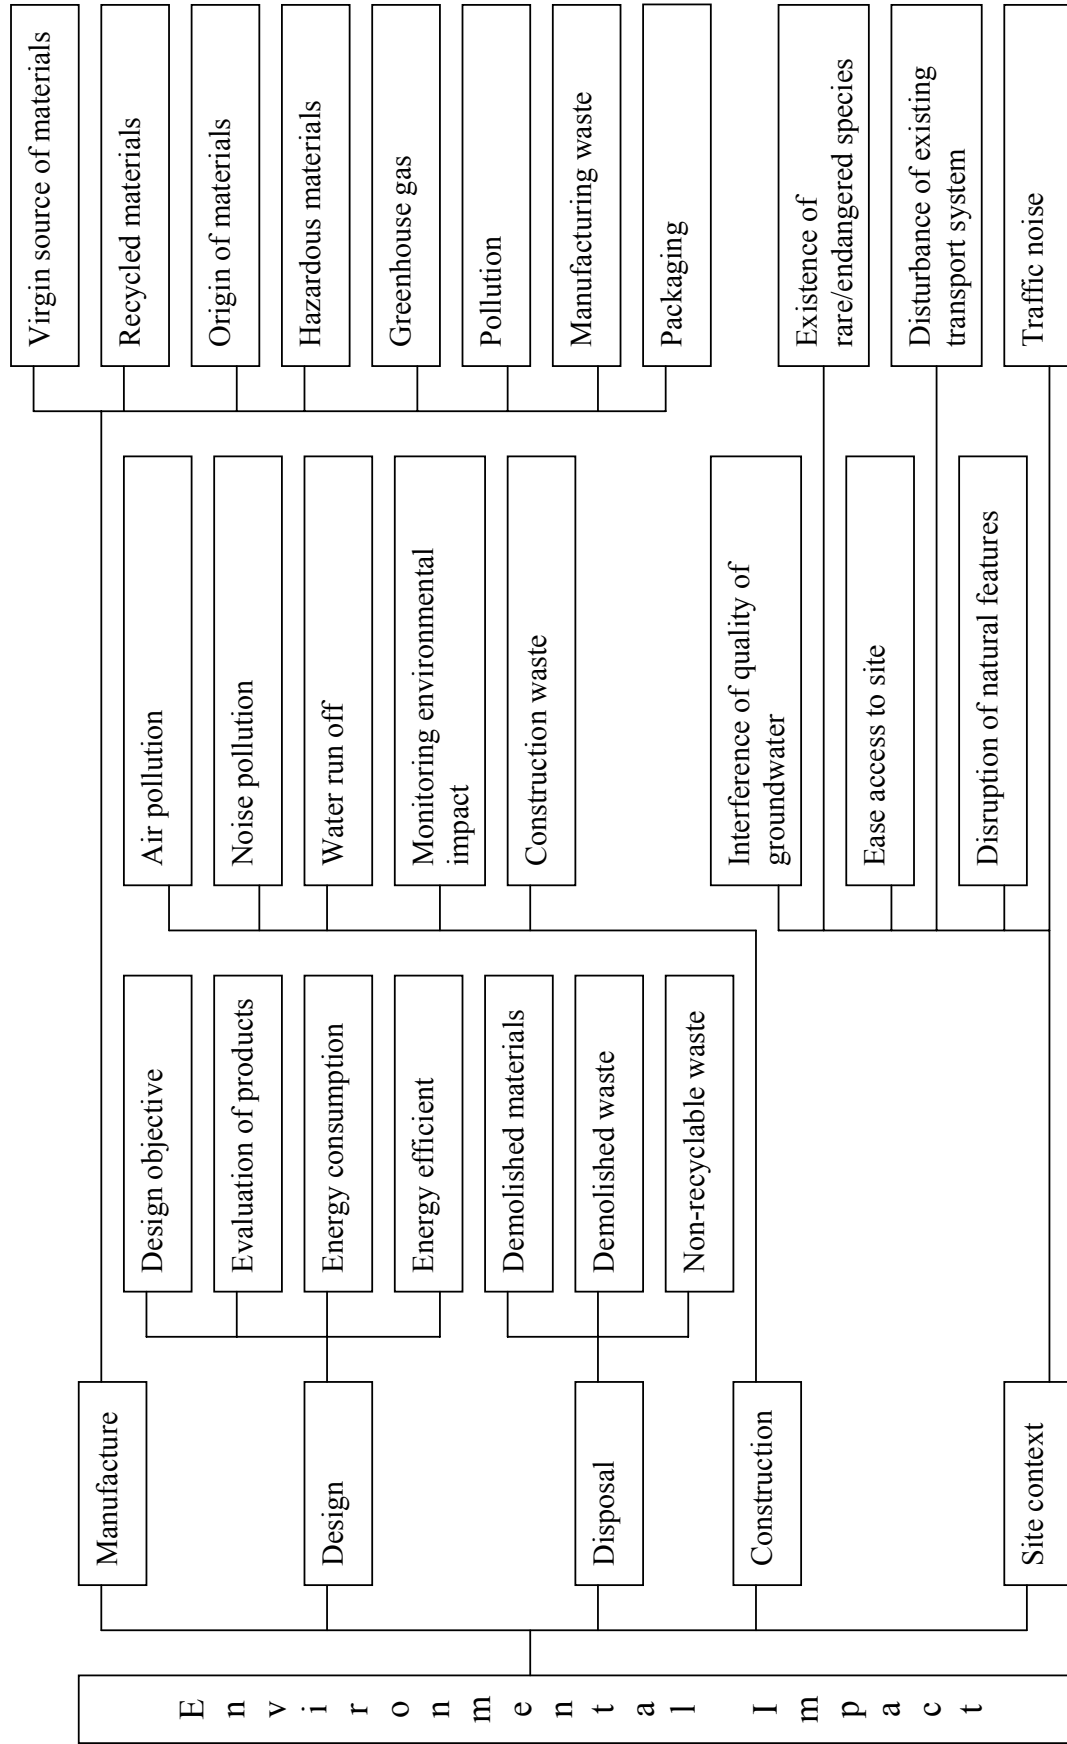 Environmental Impact
Manufacture
Virgin source of materials
Recycled materials
Origin of materials
Hazardous materials
Greenhouse gas
Pollution
Manufacturing waste
Packaging
Design
Design objective
Evaluation of products
Energy consumption
Energy efficient
Disposal
Demolished materials
Demolished waste
Non-recyclable waste
Construction
Air pollution
Noise pollution
Water run off
Monitoring environmental
impact
Construction waste
Site context
Interference of quality of
groundwater
Existence of
rare/endangered species
Ease access to site
Disturbance of existing
transport system
Disruption of natural features
Traffic noise